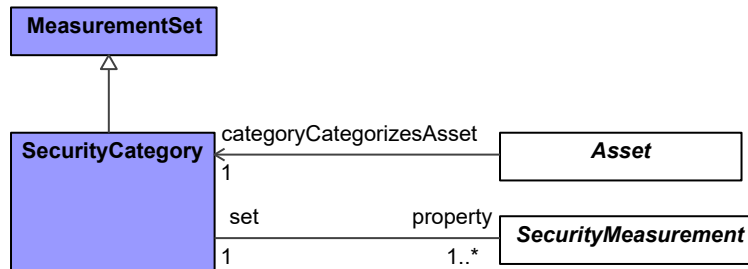 MeasurementSet
categoryCategorizesAsset
SecurityCategory
Asset
1
set
property
SecurityMeasurement
1
1..*